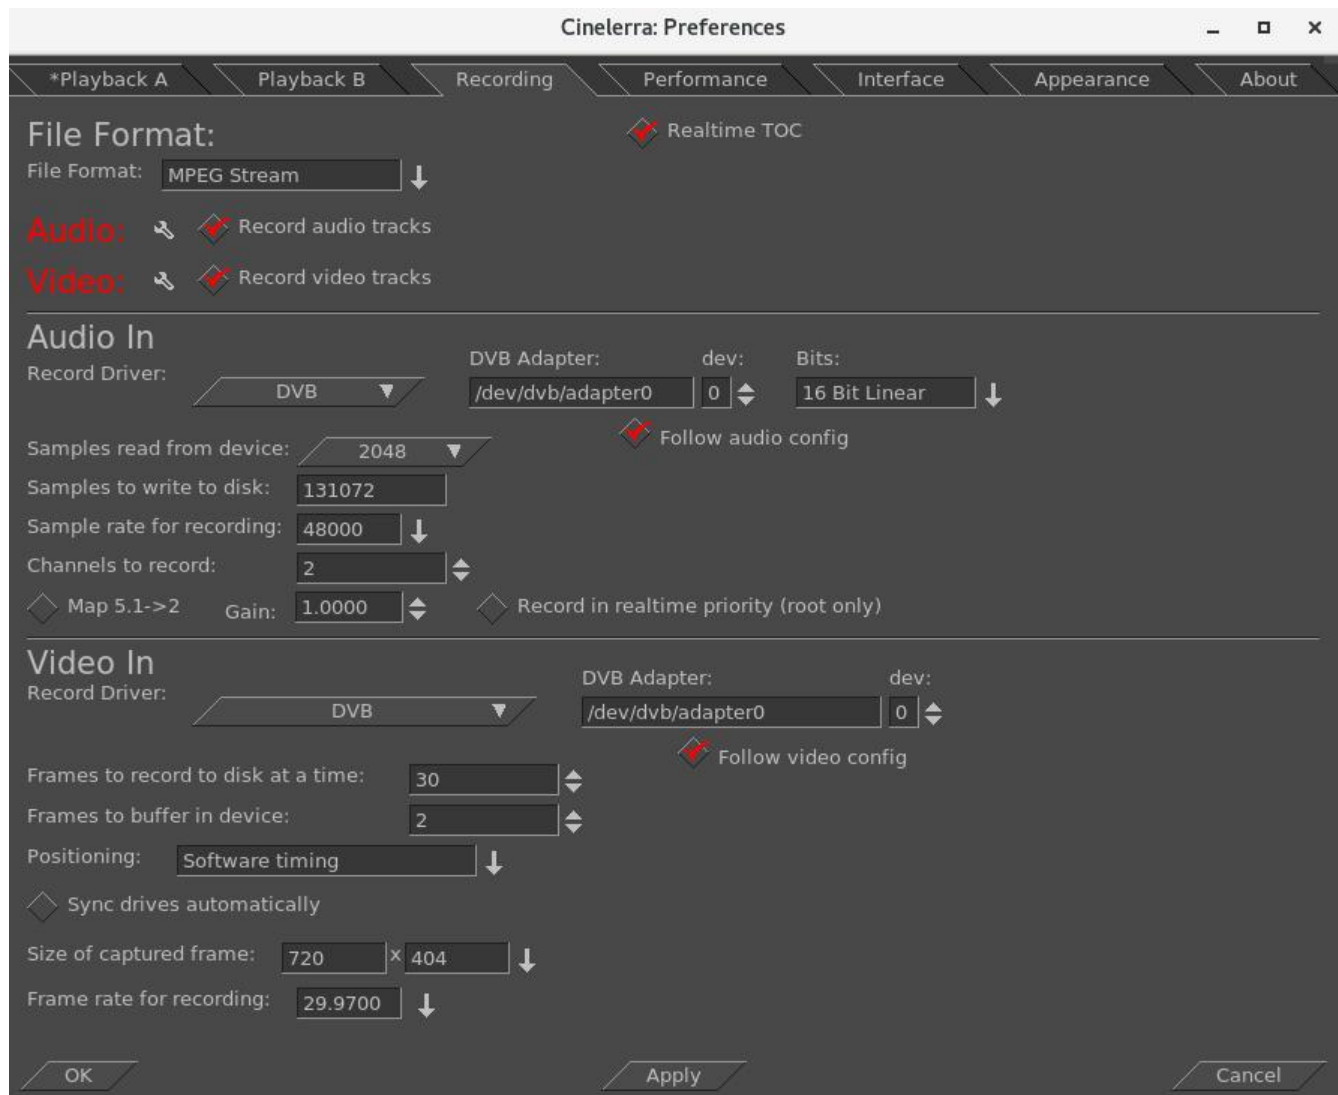 Cinelerra: Preferences
*Playback A Playback B Recording Performance Interface Appearance About
File Format:
Realtime TOC
File Format: MPEG Stream
Audio: Record audio tracks
Video: Record video tracks
Audio In
DVB Adapter: dev: Bits:
Record Driver: DVB /dev/dvb/adapter0 0 16 Bit Linear
Follow audio config
Samples read from device: 2048
Samples to write to disk: 131072
Sample rate for recording: 48000
Channels to record: 2
Map 5.1->2 Gain: 1.0000 Record in realtime priority (root only)
Video In
DVB Adapter: dev:
Record Driver: DVB /dev/dvb/adapter0 0
Follow video config
Frames to record to disk at a time: 30
Frames to buffer in device: 2
Positioning: Software timing
Sync drives automatically
Size of captured frame: 720 x 404
Frame rate for recording: 29.9700
OK Apply Cancel